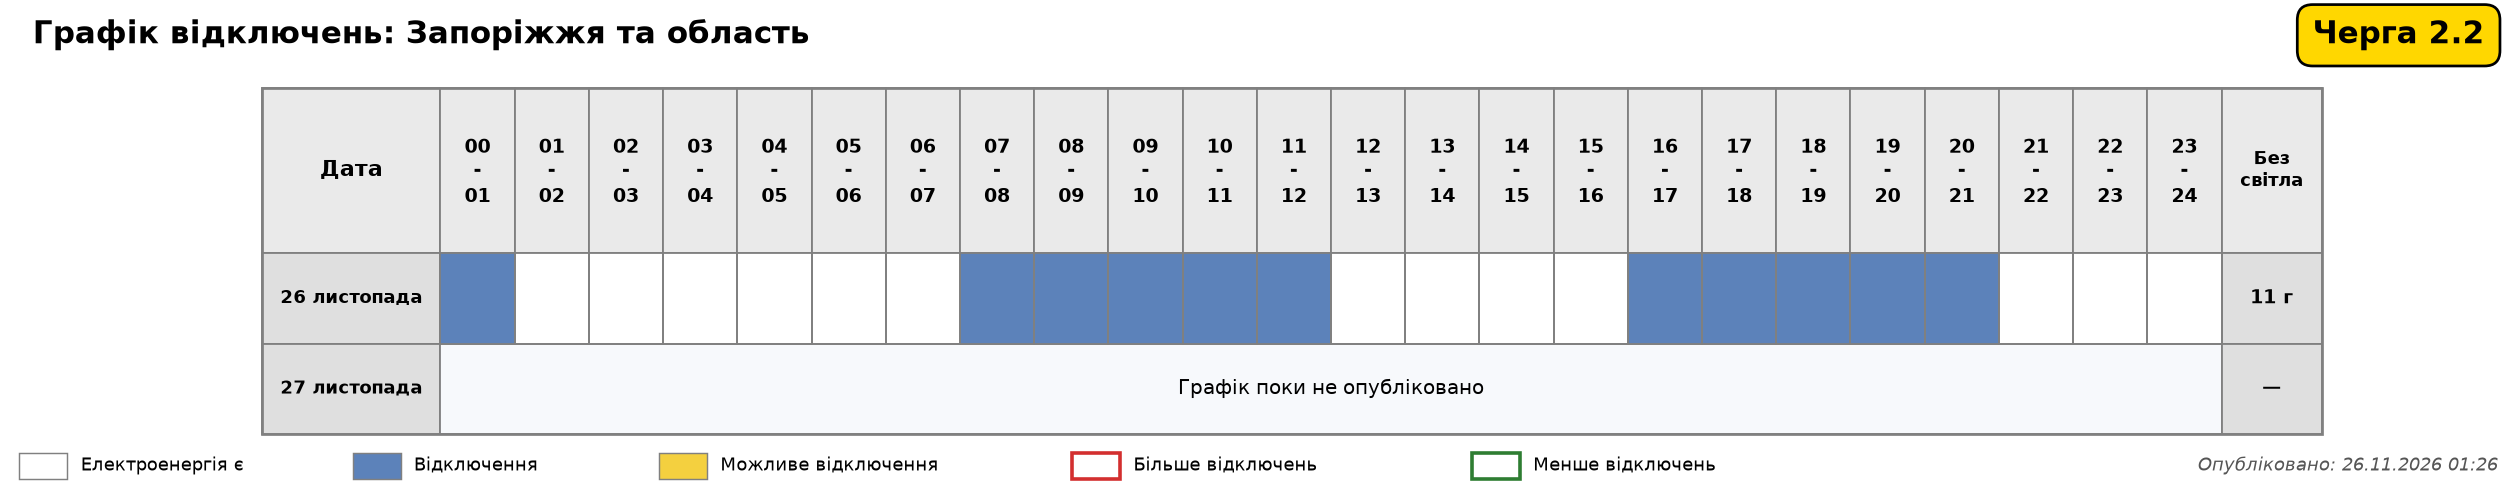 Графік відключень: Запоріжжя та область
Черга 2.2
Дата
00 - 01
01 - 02
02 - 03
03 - 04
04 - 05
05 - 06
06 - 07
07 - 08
08 - 09
09 - 10
10 - 11
11 - 12
12 - 13
13 - 14
14 - 15
15 - 16
16 - 17
17 - 18
18 - 19
19 - 20
20 - 21
21 - 22
22 - 23
23 - 24
Без
світла
26 листопада
11 г
27 листопада
Графік поки не опубліковано
—
Електроенергія є
Відключення
Можливе відключення
Більше відключень
Менше відключень
Опубліковано: 26.11.2026 01:26